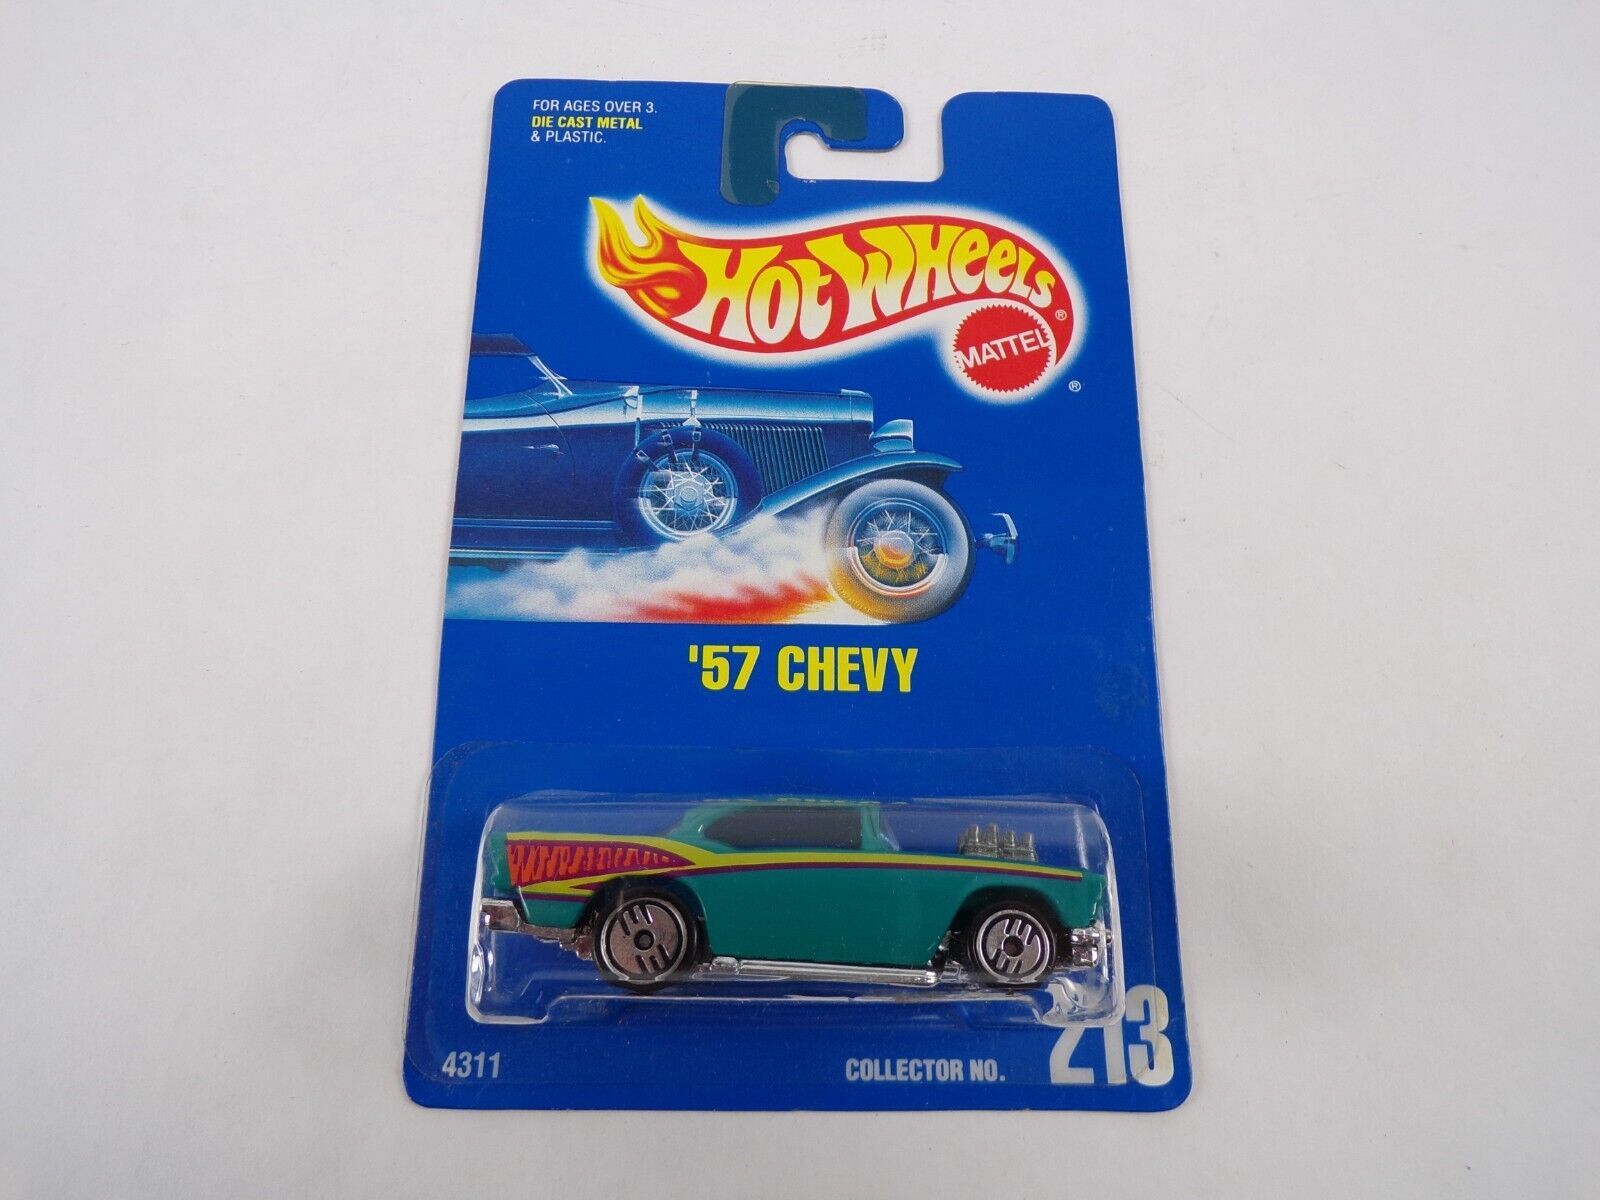 FOR AGES OVER 3.
DIE CAST METAL
& PLASTIC.
HOT WHEELS ®
MATTEL
®
'57 CHEVY
4311
COLLECTOR NO. 213